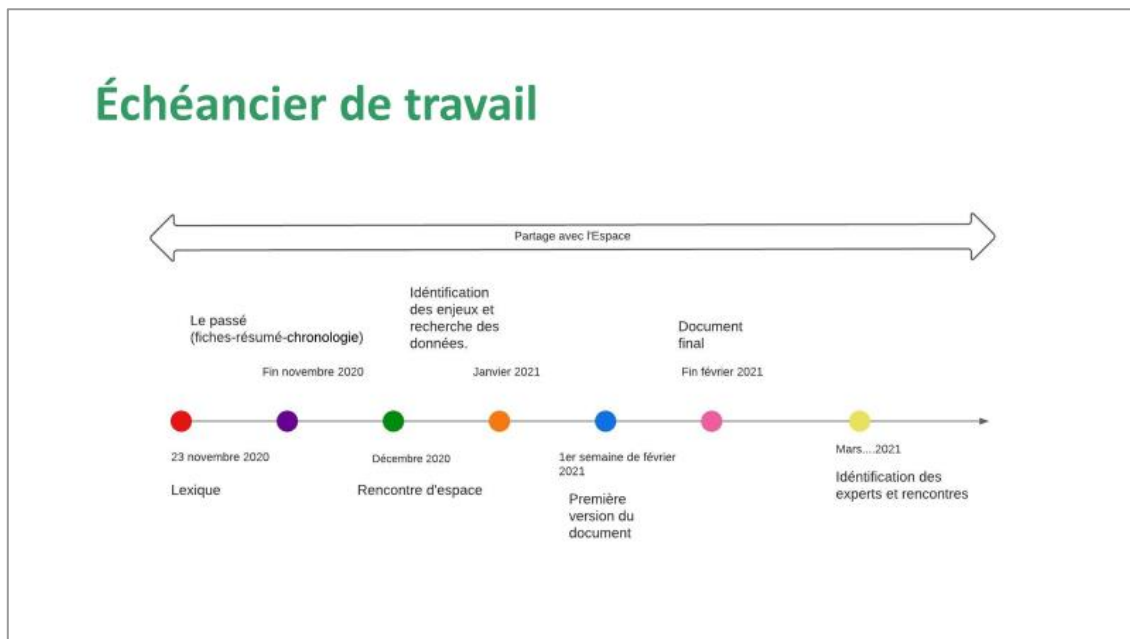 Échéancier de travail
Partage avec l'Espace
Le passé
(fiches-résumé-chronologie)
Fin novembre 2020
Idéntification
des enjeux et
recherche des
données.
Janvier 2021
Document
final
Fin février 2021
23 novembre 2020
Lexique
Décembre 2020
Rencontre d'espace
1er semaine de février
2021
Première
version du
document
Mars....2021
Idéntification des
experts et rencontres